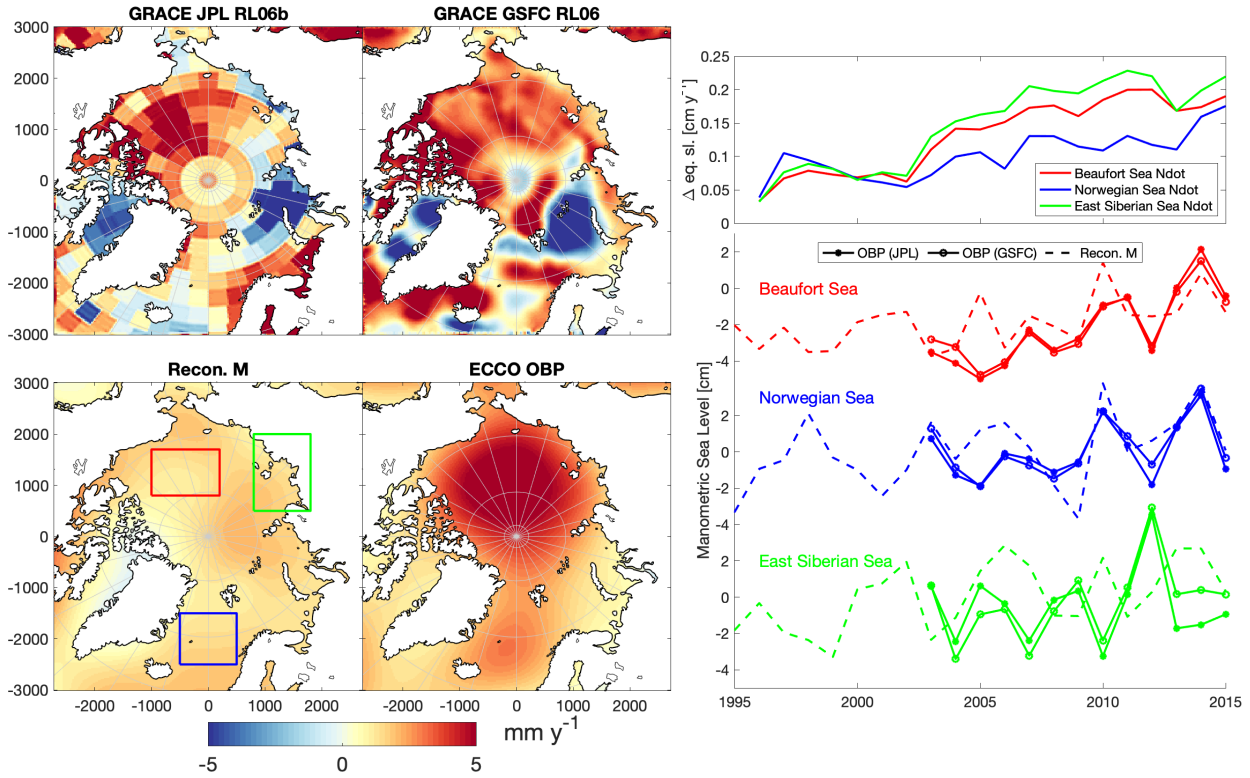 GRACE JPL RL06b
GRACE GSFC RL06
3000
2000
1000
0
-1000
-2000
-3000
Recon. M
ECCO OBP
3000
2000
1000
0
-1000
-2000
-3000
-2000 -1000 0 1000 2000
-2000 -1000 0 1000 2000
-5 0 5
mm y⁻¹
0.25
0.2
0.15
0.1
0.05
0
Δ eq. sl. [cm y⁻¹]
Beaufort Sea Ndot
Norwegian Sea Ndot
East Siberian Sea Ndot
OBP (JPL) OBP (GSFC) Recon. M
Beaufort Sea
Norwegian Sea
East Siberian Sea
Manometric Sea Level [cm]
2
0
-2
-4
2
0
-2
-4
2
0
-2
-4
1995 2000 2005 2010 2015